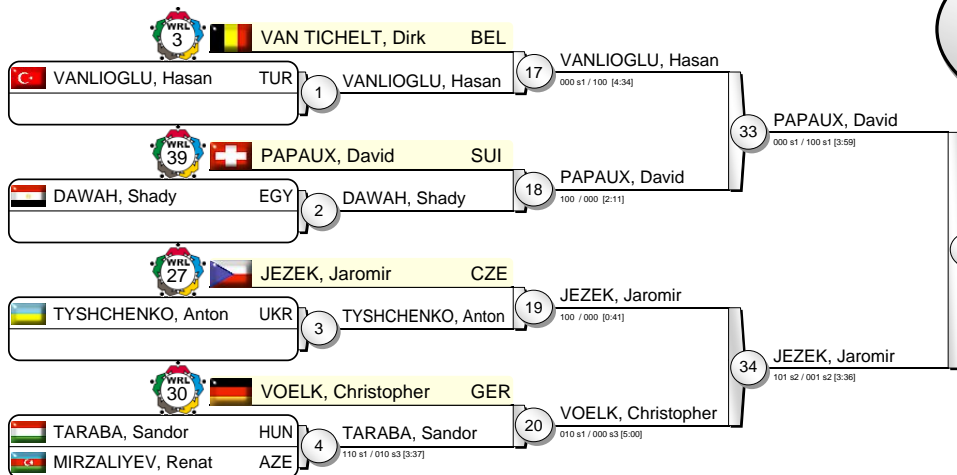 WRL
3
VAN TICHELT, Dirk BEL
VANLIOGLU, Hasan TUR
1
VANLIOGLU, Hasan
17
VANLIOGLU, Hasan
000 s1 / 100 [4:34]
33
PAPAUX, David
000 s1 / 100 s1 [3:59]
WRL
39
PAPAUX, David SUI
DAWAH, Shady EGY
2
DAWAH, Shady
18
PAPAUX, David
100 / 000 [2:11]
WRL
27
JEZEK, Jaromir CZE
TYSHCHENKO, Anton UKR
3
TYSHCHENKO, Anton
19
JEZEK, Jaromir
100 / 000 [0:41]
34
JEZEK, Jaromir
101 s2 / 001 s2 [3:36]
WRL
30
VOELK, Christopher GER
TARABA, Sandor HUN
MIRZALIYEV, Renat AZE
4
TARABA, Sandor
110 s1 / 010 s3 [3:37]
20
VOELK, Christopher
010 s1 / 000 s3 [5:00]